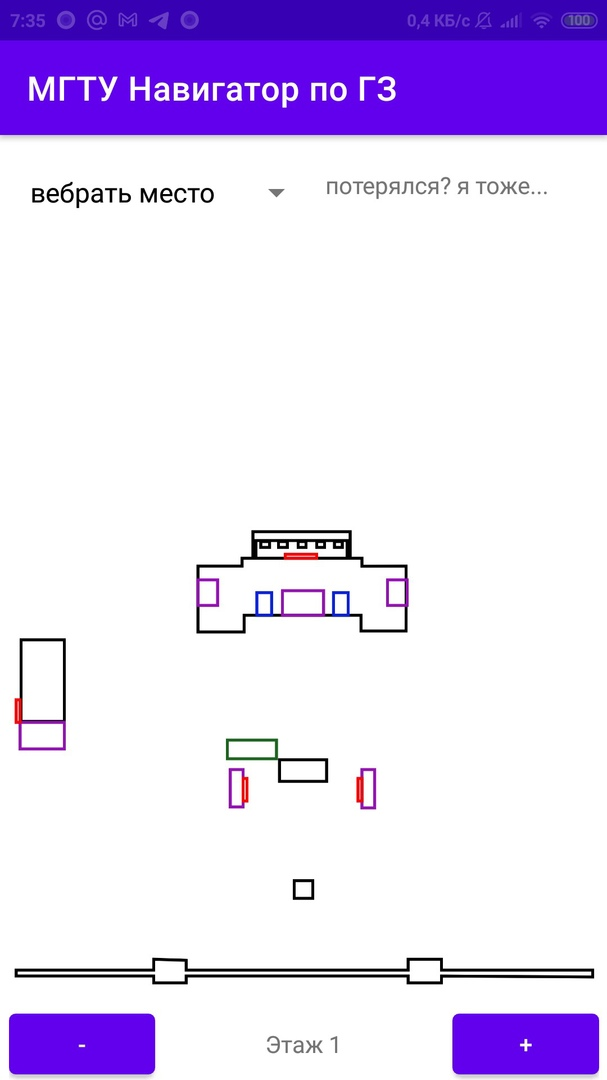 7:35 0,4 КБ/с 100
МГТУ Навигатор по ГЗ
вебрать место
потерялся? я тоже...
- Этаж 1 +